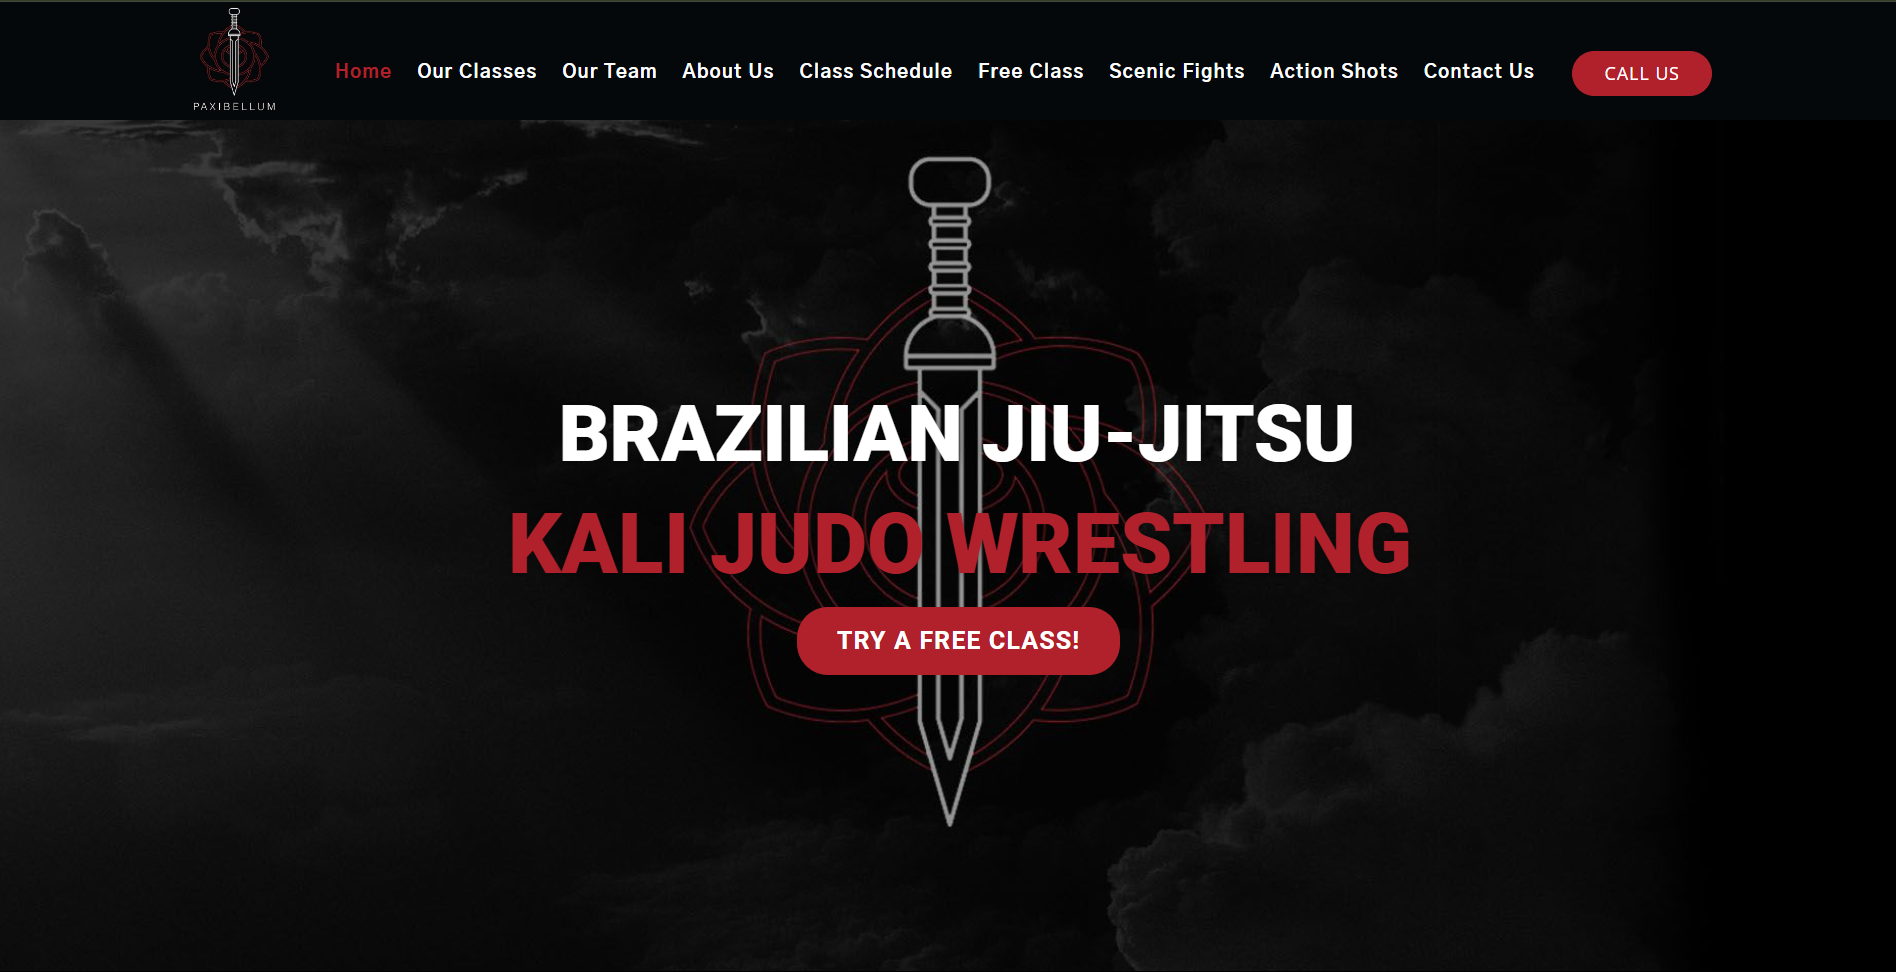 PAXIBELLUM
Home Our Classes Our Team About Us Class Schedule Free Class Scenic Fights Action Shots Contact Us CALL US
BRAZILIAN JIU-JITSU
KALI JUDO WRESTLING
TRY A FREE CLASS!